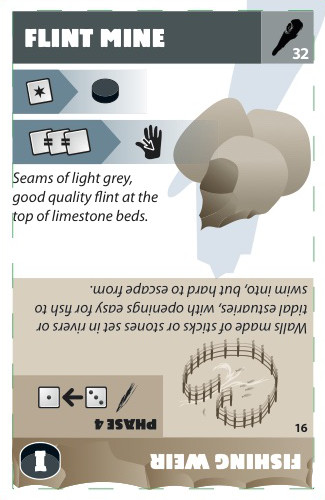 FLINT MINE
32
Seams of light grey,
good quality flint at the
top of limestone beds.
FISHING WEIR
I
16
PHASE 4
Walls made of sticks or stones set in rivers or
tidal estuaries, with openings easy for fish to
swim into, but hard to escape from.